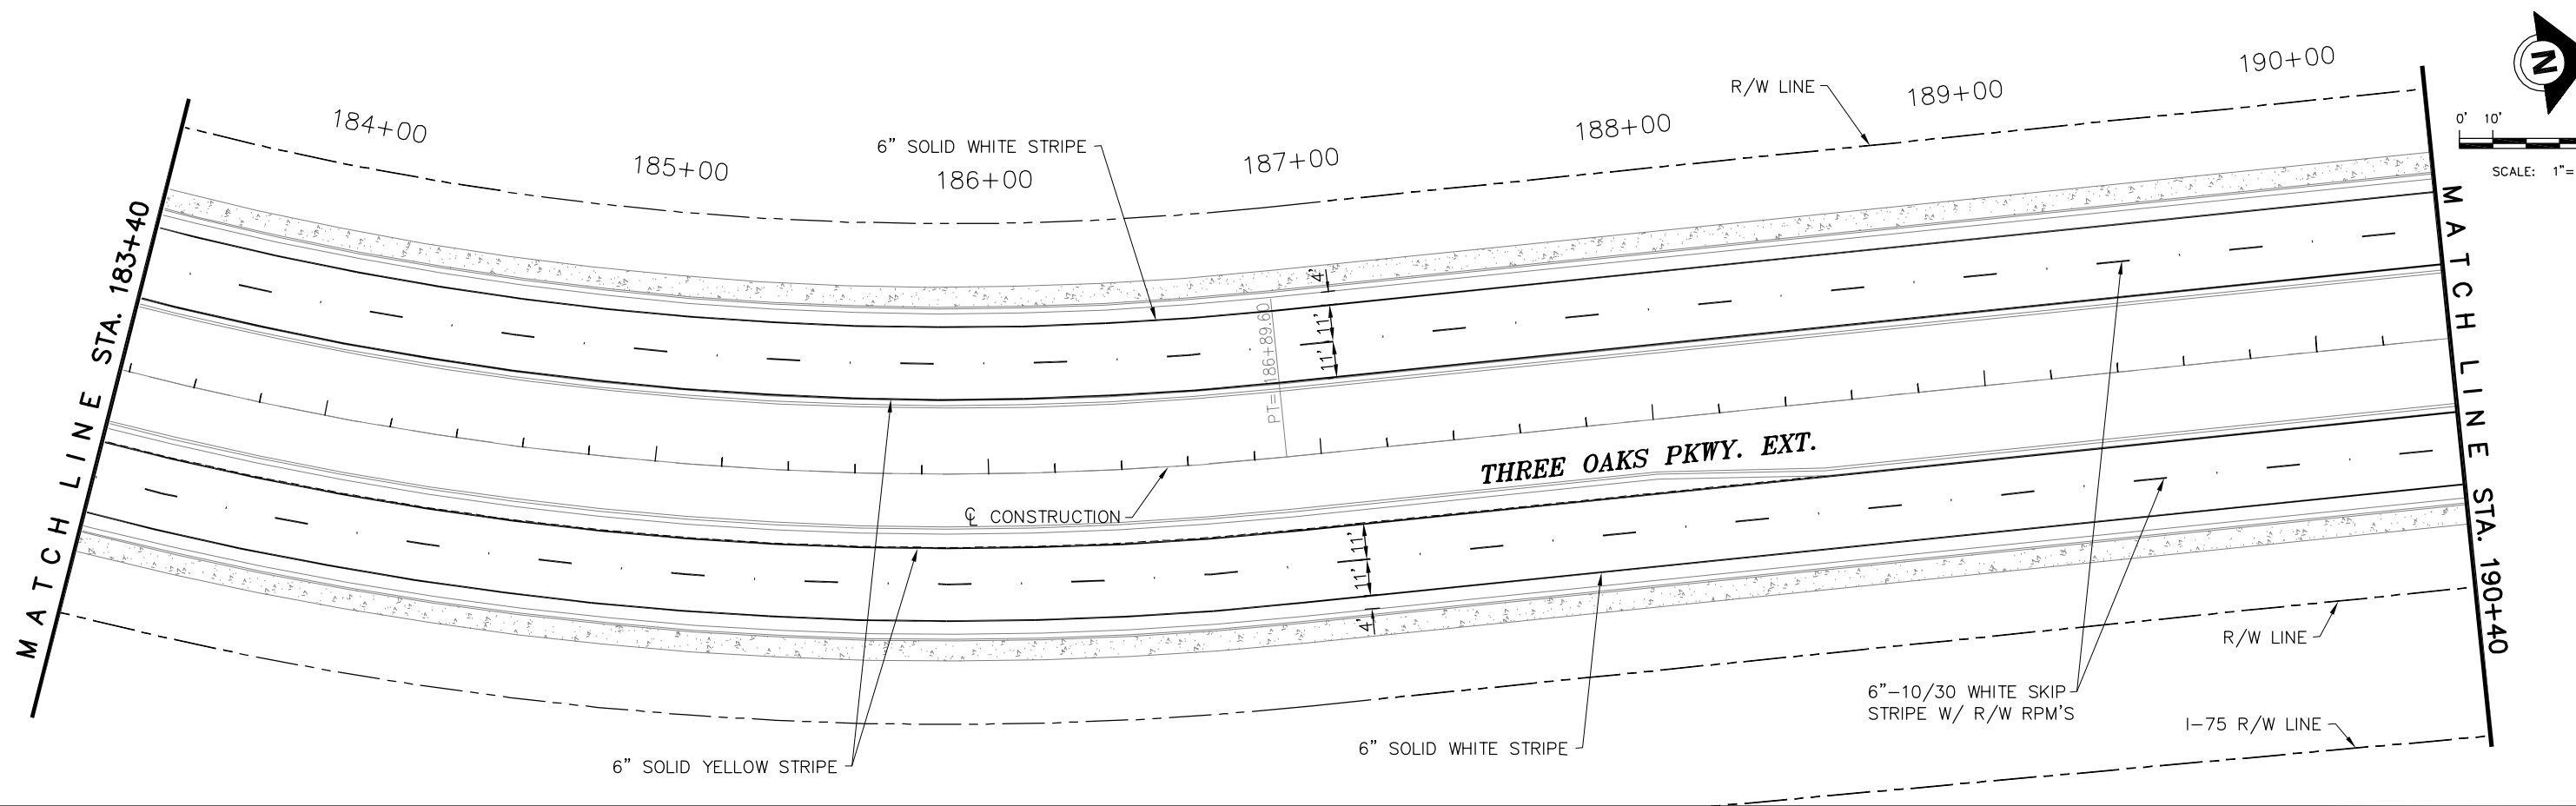 184+00
185+00
186+00
187+00
188+00
189+00
190+00
R/W LINE
N
0' 10'
SCALE: 1"=
6" SOLID WHITE STRIPE
MATCH LINE STA. 183+40
MATCH LINE STA. 190+40
4'
11'
11'
PT=186+89.60
THREE OAKS PKWY. EXT.
℄ CONSTRUCTION
11'
11'
4'
R/W LINE
6"-10/30 WHITE SKIP
STRIPE W/ R/W RPM'S
I-75 R/W LINE
6" SOLID WHITE STRIPE
6" SOLID YELLOW STRIPE